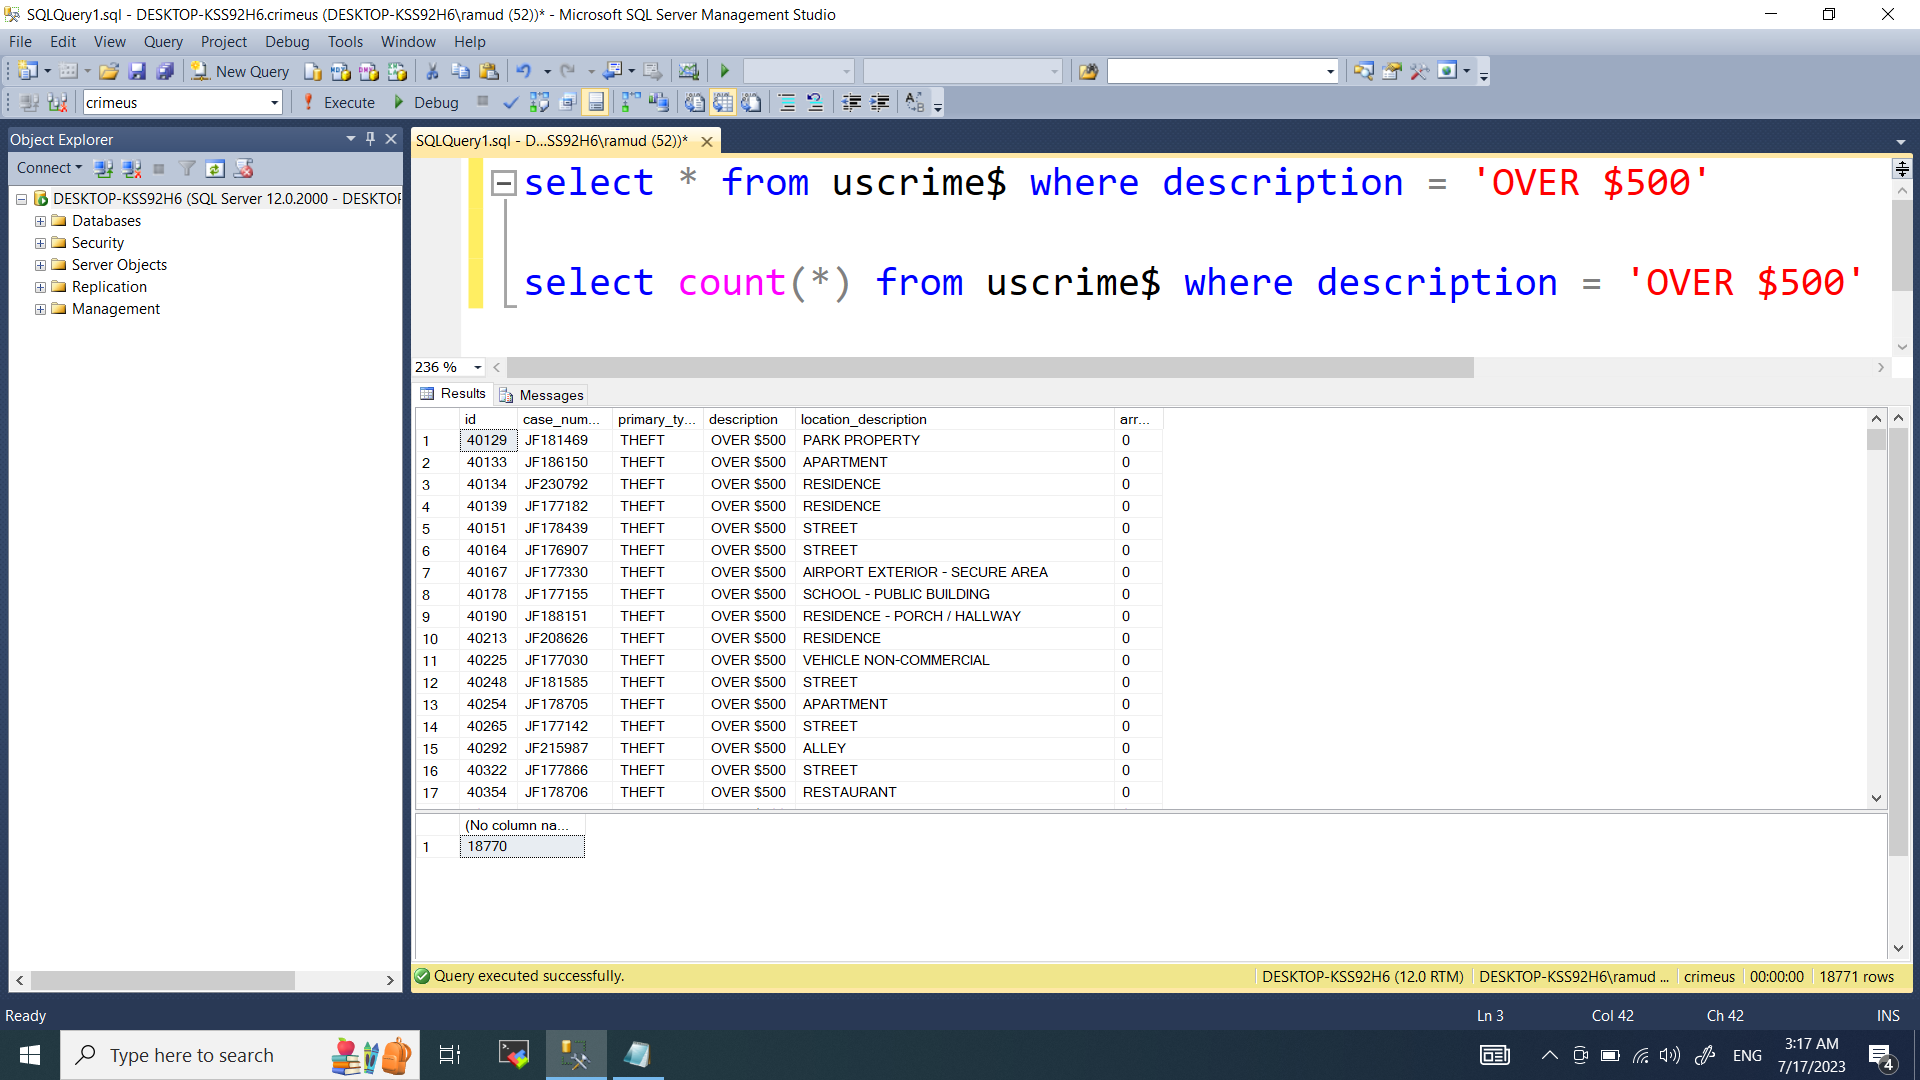 SQLQuery1.sql - DESKTOP-KSS92H6.crimeus (DESKTOP-KSS92H6\ramud (52))* - Microsoft SQL Server Management Studio
File Edit View Query Project Debug Tools Window Help
New Query
crimeus Execute Debug
Object Explorer
Connect
DESKTOP-KSS92H6 (SQL Server 12.0.2000 - DESKTOP
Databases
Security
Server Objects
Replication
Management
SQLQuery1.sql - D...SS92H6\ramud (52))*
select * from uscrime$ where description = 'OVER $500'
select count(*) from uscrime$ where description = 'OVER $500'
236 %
Results Messages
id case_num... primary_ty... description location_description arr...
1 40129 JF181469 THEFT OVER $500 PARK PROPERTY 0
2 40133 JF186150 THEFT OVER $500 APARTMENT 0
3 40134 JF230792 THEFT OVER $500 RESIDENCE 0
4 40139 JF177182 THEFT OVER $500 RESIDENCE 0
5 40151 JF178439 THEFT OVER $500 STREET 0
6 40164 JF176907 THEFT OVER $500 STREET 0
7 40167 JF177330 THEFT OVER $500 AIRPORT EXTERIOR - SECURE AREA 0
8 40178 JF177155 THEFT OVER $500 SCHOOL - PUBLIC BUILDING 0
9 40190 JF188151 THEFT OVER $500 RESIDENCE - PORCH / HALLWAY 0
10 40213 JF208626 THEFT OVER $500 RESIDENCE 0
11 40225 JF177030 THEFT OVER $500 VEHICLE NON-COMMERCIAL 0
12 40248 JF181585 THEFT OVER $500 STREET 0
13 40254 JF178705 THEFT OVER $500 APARTMENT 0
14 40265 JF177142 THEFT OVER $500 STREET 0
15 40292 JF215987 THEFT OVER $500 ALLEY 0
16 40322 JF177866 THEFT OVER $500 STREET 0
17 40354 JF178706 THEFT OVER $500 RESTAURANT 0
(No column na...
1 18770
Query executed successfully. DESKTOP-KSS92H6 (12.0 RTM) DESKTOP-KSS92H6\ramud ... crimeus 00:00:00 18771 rows
Ready Ln 3 Col 42 Ch 42 INS
Type here to search ENG 3:17 AM
7/17/2023 4